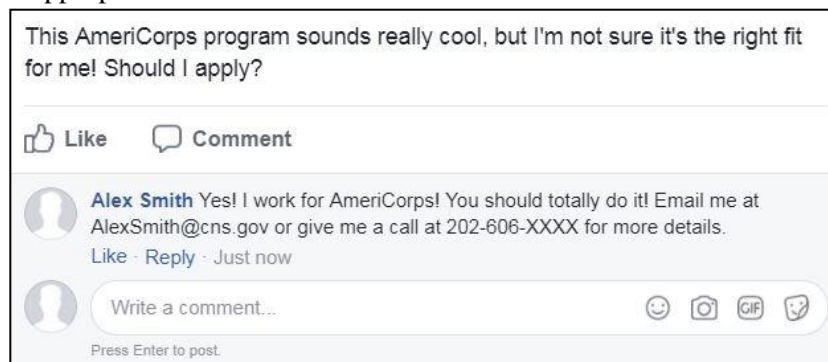 This AmeriCorps program sounds really cool, but I'm not sure it's the right fit
for me! Should I apply?
Like Comment
Alex Smith Yes! I work for AmeriCorps! You should totally do it! Email me at
AlexSmith@cns.gov or give me a call at 202-606-XXXX for more details.
Like · Reply · Just now
Write a comment...
GIF
Press Enter to post.